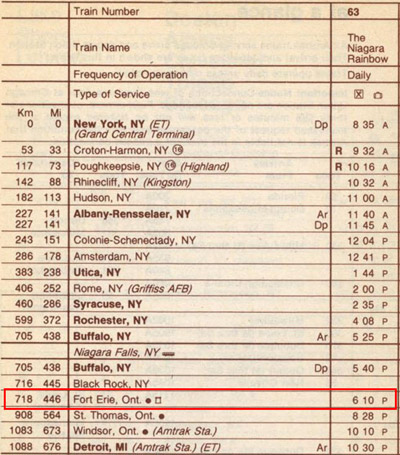 Train Number 63
Train Name The
Niagara
Rainbow
Frequency of Operation Daily
Type of Service
Km Mi
0 0 New York, NY (ET) Dp 8 35 A
(Grand Central Terminal)
53 33 Croton-Harmon, NY ⑯ R 9 32 A
117 73 Poughkeepsie, NY ⑯ (Highland) R 10 16 A
142 88 Rhinecliff, NY (Kingston) 10 32 A
182 113 Hudson, NY 11 00 A
227 141 Albany-Rensselaer, NY Ar 11 40 A
227 141 Dp 11 45 A
243 151 Colonie-Schenectady, NY 12 04 P
286 178 Amsterdam, NY 12 41 P
383 238 Utica, NY 1 44 P
406 252 Rome, NY (Griffiss AFB) 2 00 P
460 286 Syracuse, NY 2 35 P
599 372 Rochester, NY 4 08 P
705 438 Buffalo, NY Ar 5 25 P
Niagara Falls, NY
705 438 Buffalo, NY Dp 5 40 P
716 445 Black Rock, NY
718 446 Fort Erie, Ont. ● □ 6 10 P
908 564 St. Thomas, Ont. ● 8 28 P
1083 673 Windsor, Ont. ● (Amtrak Sta.) 10 10 P
1088 676 Detroit, MI (Amtrak Sta.) (ET) Ar 10 30 P